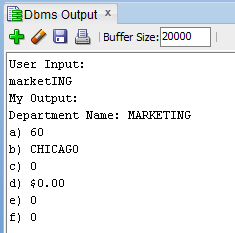 Dbms Output
Buffer Size: 20000
User Input:
marketING
My Output:
Department Name: MARKETING
a) 60
b) CHICAGO
c) 0
d) $0.00
e) 0
f) 0